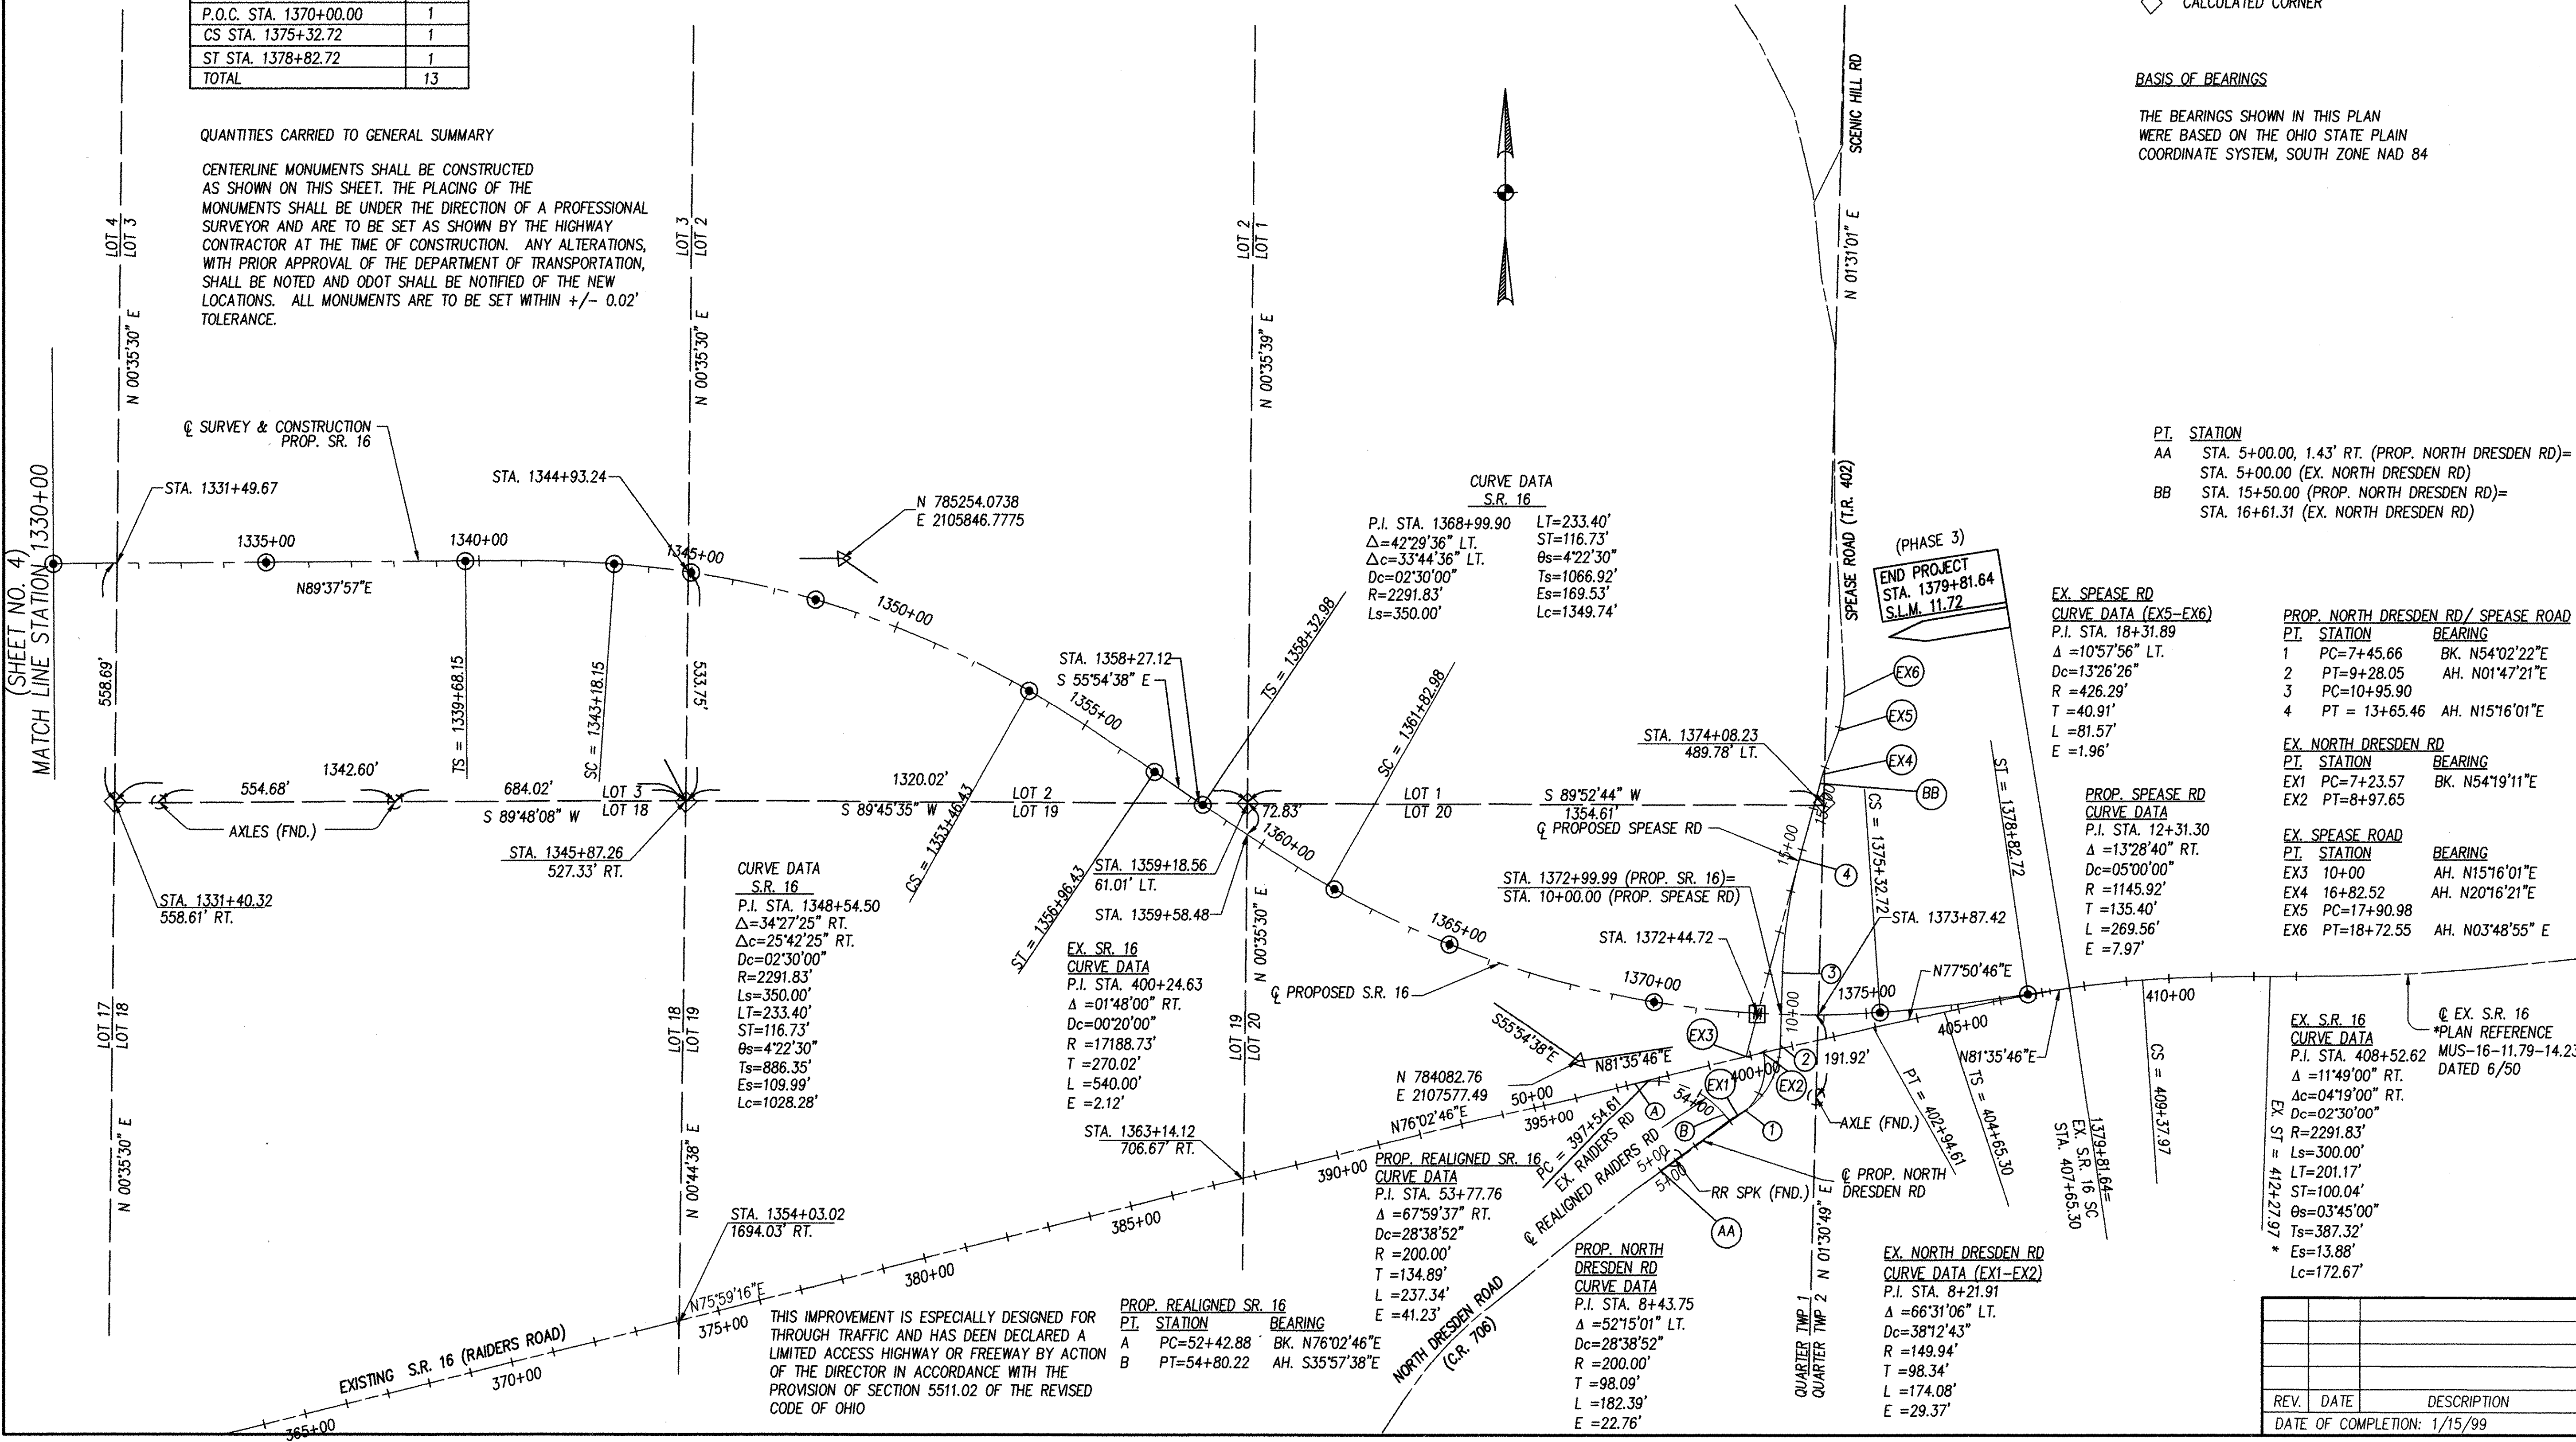 P.O.C. STA. 1370+00.00 1
CS STA. 1375+32.72 1
ST STA. 1378+82.72 1
TOTAL 13
QUANTITIES CARRIED TO GENERAL SUMMARY
CENTERLINE MONUMENTS SHALL BE CONSTRUCTED
AS SHOWN ON THIS SHEET. THE PLACING OF THE
MONUMENTS SHALL BE UNDER THE DIRECTION OF A PROFESSIONAL
SURVEYOR AND ARE TO BE SET AS SHOWN BY THE HIGHWAY
CONTRACTOR AT THE TIME OF CONSTRUCTION. ANY ALTERATIONS,
WITH PRIOR APPROVAL OF THE DEPARTMENT OF TRANSPORTATION,
SHALL BE NOTED AND ODOT SHALL BE NOTIFIED OF THE NEW
LOCATIONS. ALL MONUMENTS ARE TO BE SET WITHIN +/- 0.02'
TOLERANCE.
CALCULATED CORNER
BASIS OF BEARINGS
THE BEARINGS SHOWN IN THIS PLAN
WERE BASED ON THE OHIO STATE PLAIN
COORDINATE SYSTEM, SOUTH ZONE NAD 84
LOT 4
LOT 3
N 00°35'30" E
LOT 3
LOT 2
N 00°35'30" E
LOT 2
LOT 1
N 00°35'39" E
SCENIC HILL RD
N 01°31'01" E
SPEASE ROAD (T.R. 402)
(SHEET NO. 4)
MATCH LINE STATION 1330+00
℄ SURVEY & CONSTRUCTION
PROP. SR. 16
STA. 1331+49.67
STA. 1344+93.24
1335+00
1340+00
1345+00
N89°37'57"E
1350+00
N 785254.0738
E 2105846.7775
558.69'
TS = 1339+68.15
SC = 1343+18.15
533.75'
CS = 1353+46.43
1355+00
STA. 1358+27.12
S 55°54'38" E
TS = 1358+32.98
SC = 1361+82.98
ST = 1356+96.43
CURVE DATA
S.R. 16
P.I. STA. 1368+99.90
Δ=42°29'36" LT.
Δc=33°44'36" LT.
Dc=02°30'00"
R=2291.83'
Ls=350.00'
LT=233.40'
ST=116.73'
θs=4°22'30"
Ts=1066.92'
Es=169.53'
Lc=1349.74'
PT. STATION
AA STA. 5+00.00, 1.43' RT. (PROP. NORTH DRESDEN RD)=
STA. 5+00.00 (EX. NORTH DRESDEN RD)
BB STA. 15+50.00 (PROP. NORTH DRESDEN RD)=
STA. 16+61.31 (EX. NORTH DRESDEN RD)
(PHASE 3)
END PROJECT
STA. 1379+81.64
S.L.M. 11.72
EX. SPEASE RD
CURVE DATA (EX5-EX6)
P.I. STA. 18+31.89
Δ =10°57'56" LT.
Dc=13°26'26"
R =426.29'
T =40.91'
L =81.57'
E =1.96'
PROP. NORTH DRESDEN RD/ SPEASE ROAD
PT. STATION BEARING
1 PC=7+45.66 BK. N54°02'22"E
2 PT=9+28.05 AH. N01°47'21"E
3 PC=10+95.90
4 PT = 13+65.46 AH. N15°16'01"E
EX. NORTH DRESDEN RD
PT. STATION BEARING
EX1 PC=7+23.57 BK. N54°19'11"E
EX2 PT=8+97.65
EX. SPEASE ROAD
PT. STATION BEARING
EX3 10+00 AH. N15°16'01"E
EX4 16+82.52 AH. N20°16'21"E
EX5 PC=17+90.98
EX6 PT=18+72.55 AH. N03°48'55" E
PROP. SPEASE RD
CURVE DATA
P.I. STA. 12+31.30
Δ =13°28'40" RT.
Dc=05°00'00"
R =1145.92'
T =135.40'
L =269.56'
E =7.97'
EX6
EX5
EX4
BB
4
3
EX3
2
EX1
EX2
A
B
1
AA
STA. 1374+08.23
489.78' LT.
554.68'
1342.60'
684.02'
S 89°48'08" W
LOT 3
LOT 18
AXLES (FND.)
1320.02'
S 89°45'35" W
LOT 2
LOT 19
72.83'
LOT 1
LOT 20
S 89°52'44" W
1354.61'
℄ PROPOSED SPEASE RD
15+00
CS = 1375+32.72
ST = 1378+82.72
STA. 1331+40.32
558.61' RT.
STA. 1345+87.26
527.33' RT.
CURVE DATA
S.R. 16
P.I. STA. 1348+54.50
Δ=34°27'25" RT.
Δc=25°42'25" RT.
Dc=02°30'00"
R=2291.83'
Ls=350.00'
LT=233.40'
ST=116.73'
θs=4°22'30"
Ts=886.35'
Es=109.99'
Lc=1028.28'
STA. 1359+18.56
61.01' LT.
STA. 1359+58.48
1360+00
N 00°35'30" E
EX. SR. 16
CURVE DATA
P.I. STA. 400+24.63
Δ =01°48'00" RT.
Dc=00°20'00"
R =17188.73'
T =270.02'
L =540.00'
E =2.12'
STA. 1372+99.99 (PROP. SR. 16)=
STA. 10+00.00 (PROP. SPEASE RD)
STA. 1372+44.72
STA. 1373+87.42
1365+00
1370+00
10+00
1375+00
N77°50'46"E
℄ PROPOSED S.R. 16
S55°54'38"E
N 784082.76
E 2107577.49
N81°35'46"E
400+00
191.92'
405+00
N81°35'46"E
410+00
℄ EX. S.R. 16
*PLAN REFERENCE
MUS-16-11.79-14.23
DATED 6/50
EX. S.R. 16
CURVE DATA
P.I. STA. 408+52.62
Δ =11°49'00" RT.
Δc=04°19'00" RT.
Dc=02°30'00"
R=2291.83'
Ls=300.00'
LT=201.17'
ST=100.04'
θs=03°45'00"
Ts=387.32'
* Es=13.88'
Lc=172.67'
LOT 17
LOT 18
N 00°35'30" E
LOT 18
LOT 19
N 00°44'38" E
LOT 19
LOT 20
STA. 1363+14.12
706.67' RT.
STA. 1354+03.02
1694.03' RT.
N76°02'46"E
50+00
395+00
PC = 397+54.61
EX. RAIDERS RD
℄ REALIGNED RAIDERS RD
54+00
5+00
5+00
RR SPK (FND.)
AXLE (FND.)
℄ PROP. NORTH
DRESDEN RD
PT = 402+94.61
TS = 404+65.30
1379+81.64=
EX. S.R. 16 SC
STA. 407+65.30
CS = 409+37.97
EX. ST = 412+27.97
PROP. REALIGNED SR. 16
CURVE DATA
P.I. STA. 53+77.76
Δ =67°59'37" RT.
Dc=28°38'52"
R =200.00'
T =134.89'
L =237.34'
E =41.23'
PROP. NORTH
DRESDEN RD
CURVE DATA
P.I. STA. 8+43.75
Δ =52°15'01" LT.
Dc=28°38'52"
R =200.00'
T =98.09'
L =182.39'
E =22.76'
EX. NORTH DRESDEN RD
CURVE DATA (EX1-EX2)
P.I. STA. 8+21.91
Δ =66°31'06" LT.
Dc=38°12'43"
R =149.94'
T =98.34'
L =174.08'
E =29.37'
QUARTER TWP 1
QUARTER TWP 2
N 01°30'49" E
NORTH DRESDEN ROAD
(C.R. 706)
365+00
EXISTING S.R. 16 (RAIDERS ROAD)
370+00
N75°59'16"E
375+00
380+00
385+00
390+00
THIS IMPROVEMENT IS ESPECIALLY DESIGNED FOR
THROUGH TRAFFIC AND HAS DEEN DECLARED A
LIMITED ACCESS HIGHWAY OR FREEWAY BY ACTION
OF THE DIRECTOR IN ACCORDANCE WITH THE
PROVISION OF SECTION 5511.02 OF THE REVISED
CODE OF OHIO
PROP. REALIGNED SR. 16
PT. STATION BEARING
A PC=52+42.88 BK. N76°02'46"E
B PT=54+80.22 AH. S35°57'38"E
REV. DATE DESCRIPTION
DATE OF COMPLETION: 1/15/99